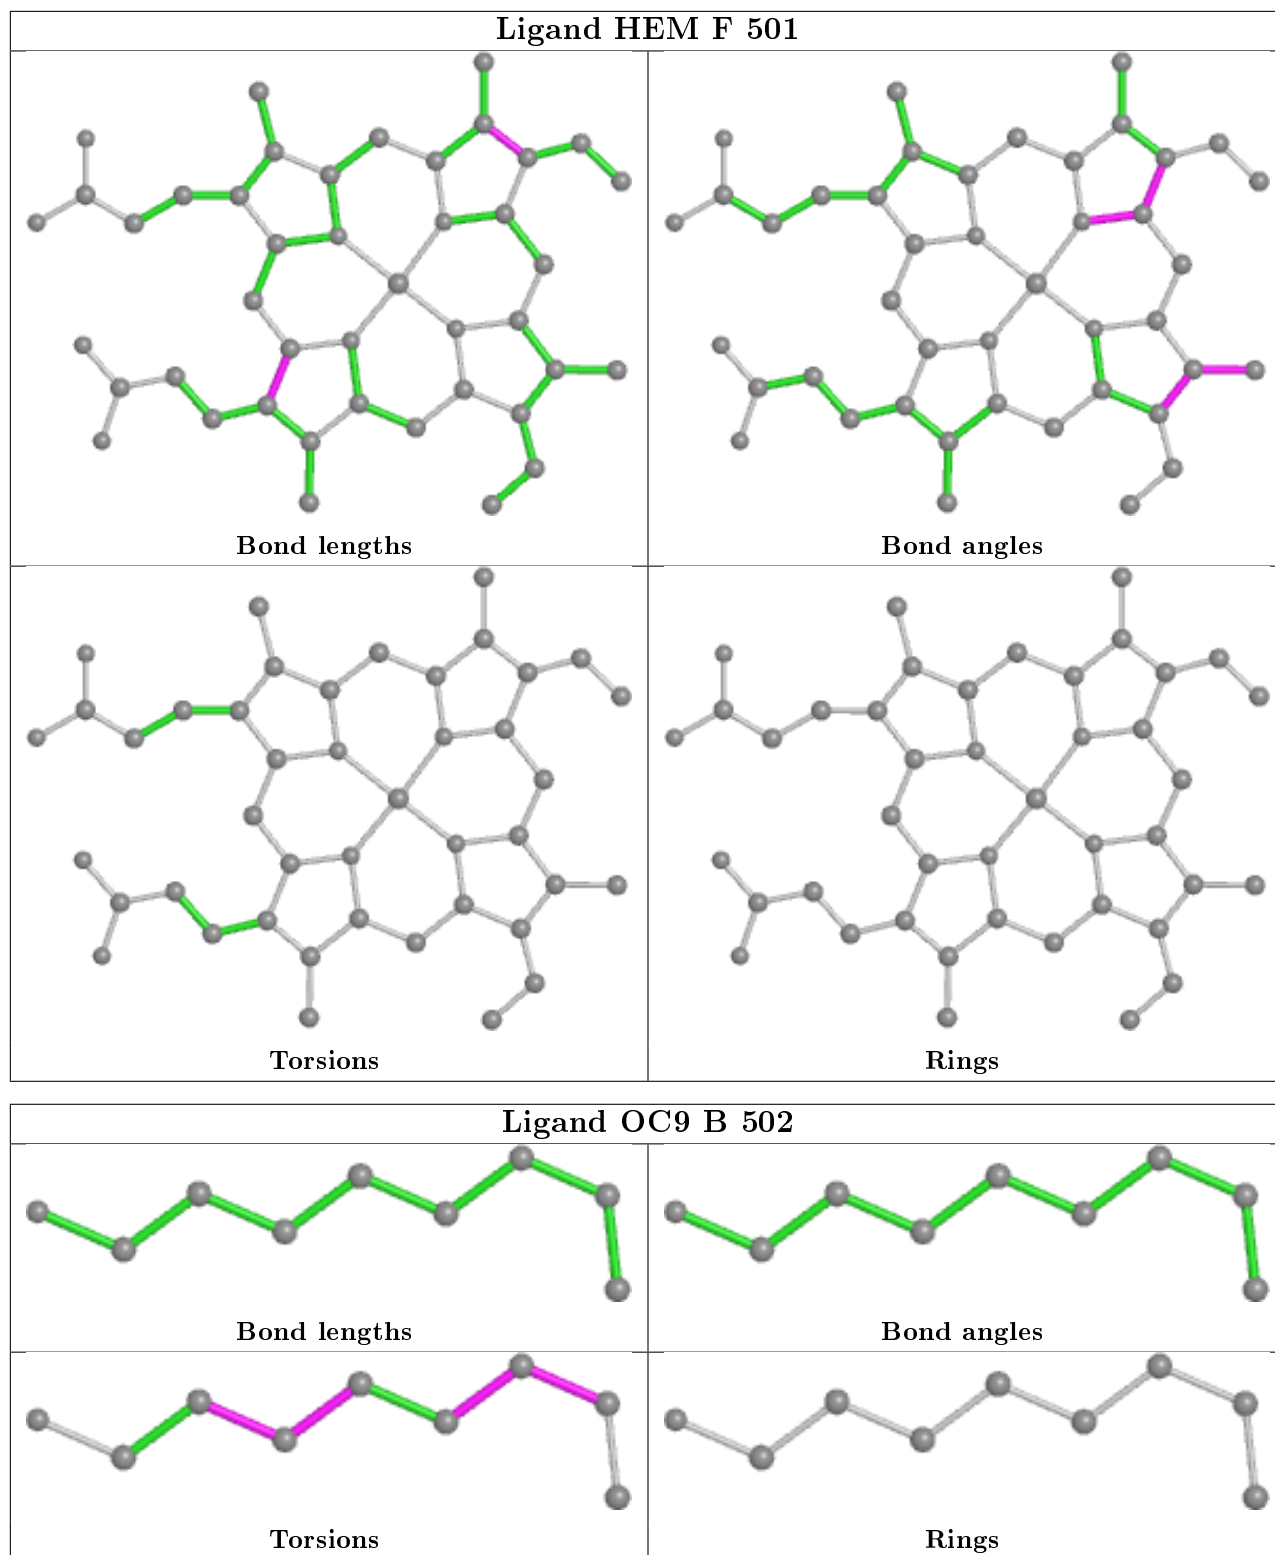 Ligand HEM F 501
Bond lengths
Bond angles
Torsions
Rings
Ligand OC9 B 502
Bond lengths
Bond angles
Torsions
Rings